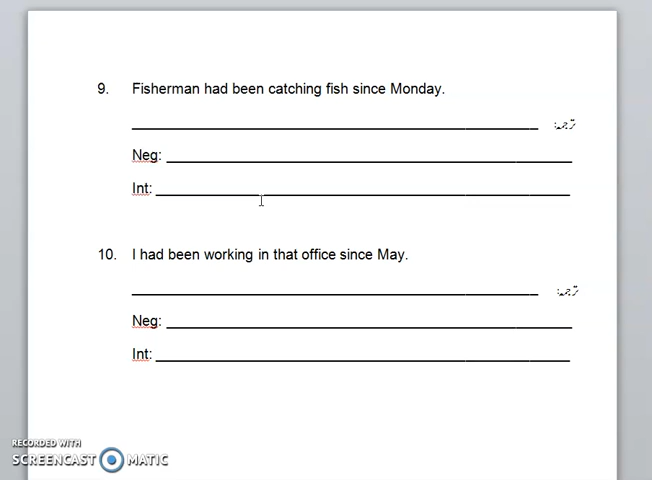 9. Fisherman had been catching fish since Monday.
ترجمہ
Neg:
Int:
10. I had been working in that office since May.
ترجمہ
Neg:
Int:
RECORDED WITH
SCREENCAST MATIC